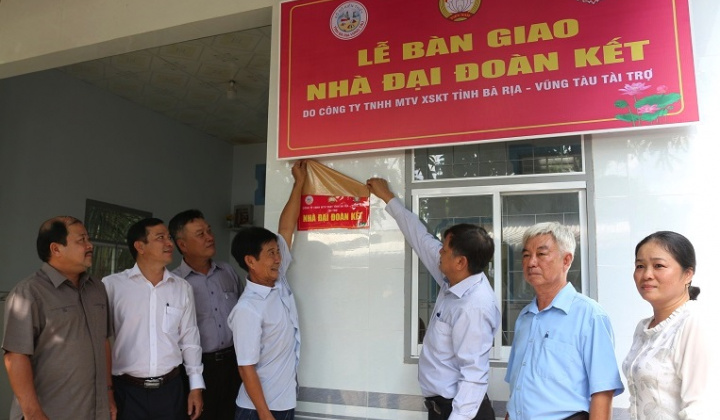 LỄ BÀN GIAO
NHÀ ĐẠI ĐOÀN KẾT
DO CÔNG TY TNHH MTV XSKT TỈNH BÀ RỊA - VŨNG TÀU TÀI TRỢ
NHÀ ĐẠI ĐOÀN KẾT